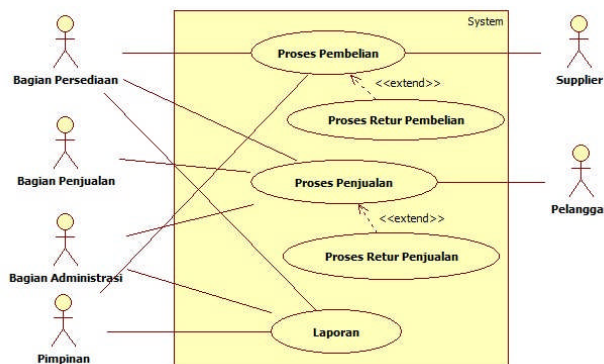 System
Proses Pembelian
Bagian Persediaan
Supplier
<<extend>>
Proses Retur Pembelian
Bagian Penjualan
Proses Penjualan
Pelangga
<<extend>>
Proses Retur Penjualan
Bagian Administrasi
Laporan
Pimpinan